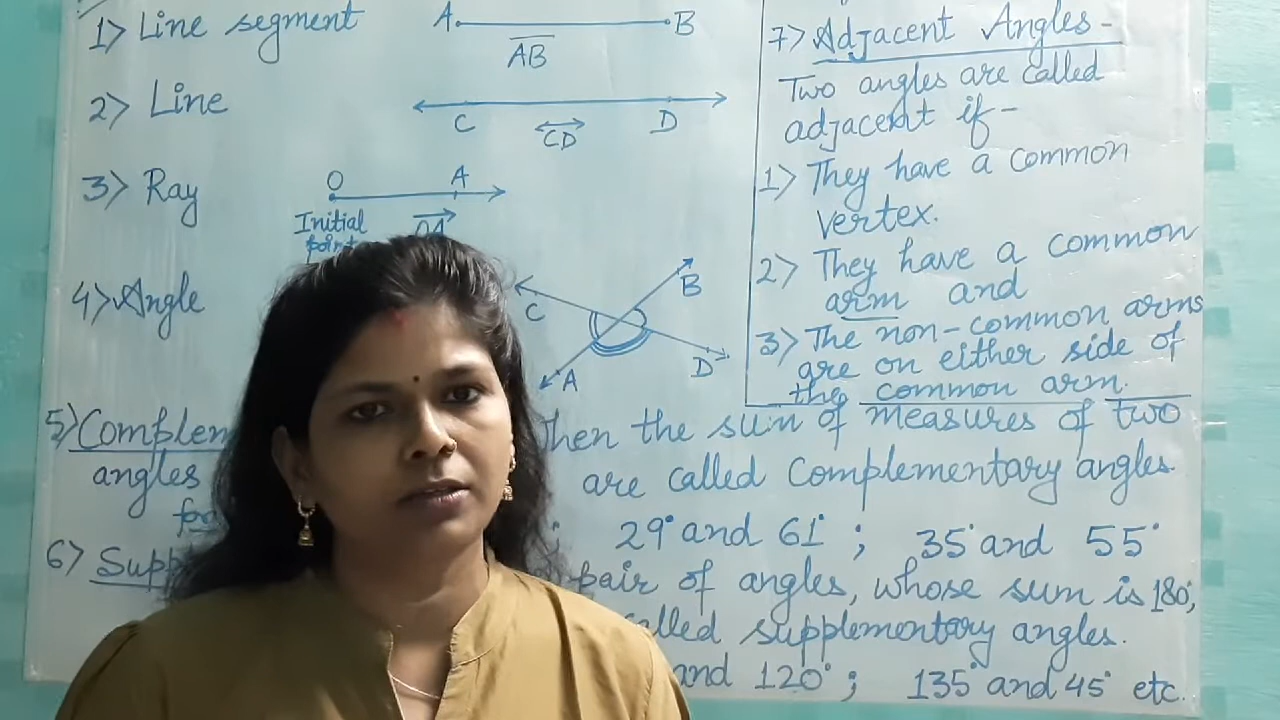 1) Line segment A B
AB
2) Line C D
CD
3) Ray O A
Initial
point OA
4) Angle C B A D
5) when the sum of measures of two
angles are called Complementary angles.
; 29° and 61° ; 35° and 55°
6) pair of angles, whose sum is 180°,
supplementary angles.
and 120° ; 135° and 45° etc.
7) Adjacent Angles -
Two angles are called
adjacent if -
1) They have a common
vertex.
2) They have a common
arm and
3) The non-common arms
are on either side of
the common arm.